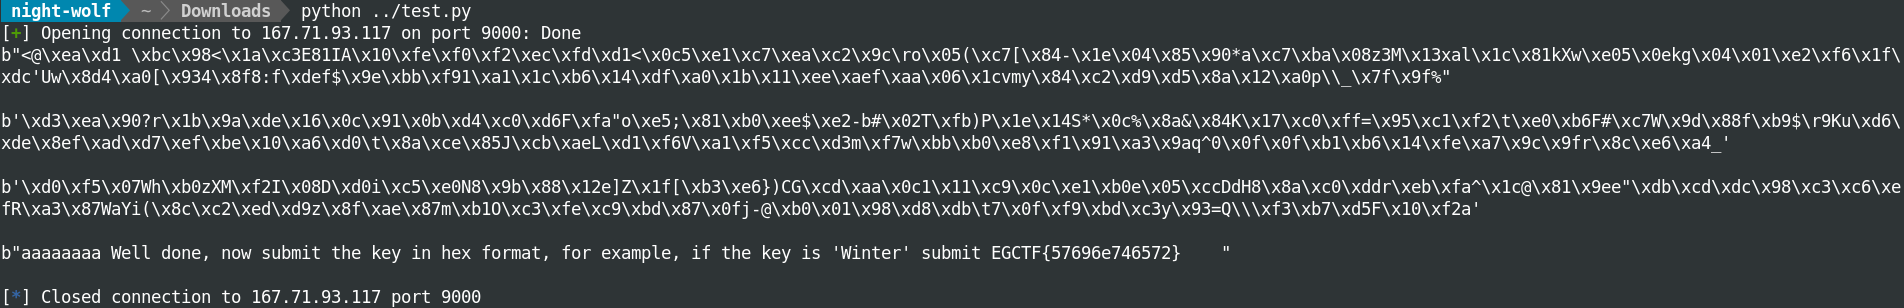 night-wolf ~ Downloads python ../test.py
[+] Opening connection to 167.71.93.117 on port 9000: Done
b"<@\xea\xd1 \xbc\x98<\x1a\xc3E81IA\x10\xfe\xf0\xf2\xec\xfd\xd1<\x0c5\xe1\xc7\xea\xc2\x9c\ro\x05(\xc7[\x84-\x1e\x04\x85\x90*a\xc7\xba\x08z3M\x13xal\x1c\x81kXw\xe05\x0ekg\x04\x01\xe2\xf6\x1f\
xdc'Uw\x8d4\xa0[\x934\x8f8:f\xdef$\x9e\xbb\xf91\xa1\x1c\xb6\x14\xdf\xa0\x1b\x11\xee\xaef\xaa\x06\x1cvmy\x84\xc2\xd9\xd5\x8a\x12\xa0p\\_\x7f\x9f%"
b'\xd3\xea\x90?r\x1b\x9a\xde\x16\x0c\x91\x0b\xd4\xc0\xd6F\xfa"o\xe5;\x81\xb0\xee$\xe2-b#\x02T\xfb)P\x1e\x14S*\x0c%\x8a&\x84K\x17\xc0\xff=\x95\xc1\xf2\t\xe0\xb6F#\xc7W\x9d\x88f\xb9$\r9Ku\xd6\
xde\x8ef\xad\xd7\xef\xbe\x10\xa6\xd0\t\x8a\xce\x85J\xcb\xaeL\xd1\xf6V\xa1\xf5\xcc\xd3m\xf7w\xbb\xb0\xe8\xf1\x91\xa3\x9aq^0\x0f\x0f\xb1\xb6\x14\xfe\xa7\x9c\x9fr\x8c\xe6\xa4_'
b'\xd0\xf5\x07Wh\xb0zXM\xf2I\x08D\xd0i\xc5\xe0N8\x9b\x88\x12e]Z\x1f[\xb3\xe6})CG\xcd\xaa\x0c1\x11\xc9\x0c\xe1\xb0e\x05\xccDdH8\x8a\xc0\xddr\xeb\xfa^\x1c@\x81\x9ee"\xdb\xcd\xdc\x98\xc3\xc6\xe
fR\xa3\x87WaYi(\x8c\xc2\xed\xd9z\x8f\xae\x87m\xb1O\xc3\xfe\xc9\xbd\x87\x0fj-@\xb0\x01\x98\xd8\xdb\t7\x0f\xf9\xbd\xc3y\x93=Q\\\xf3\xb7\xd5F\x10\xf2a'
b"aaaaaaaa Well done, now submit the key in hex format, for example, if the key is 'Winter' submit EGCTF{57696e746572}    "
[*] Closed connection to 167.71.93.117 port 9000